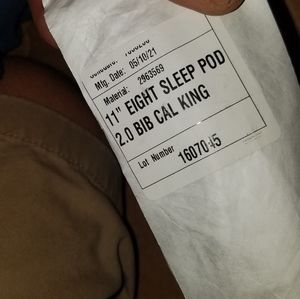 Mfg. Date: 05/10/21
Material: 2963569
11" EIGHT SLEEP POD
2.0 BIB CAL KING
Lot Number 1607045